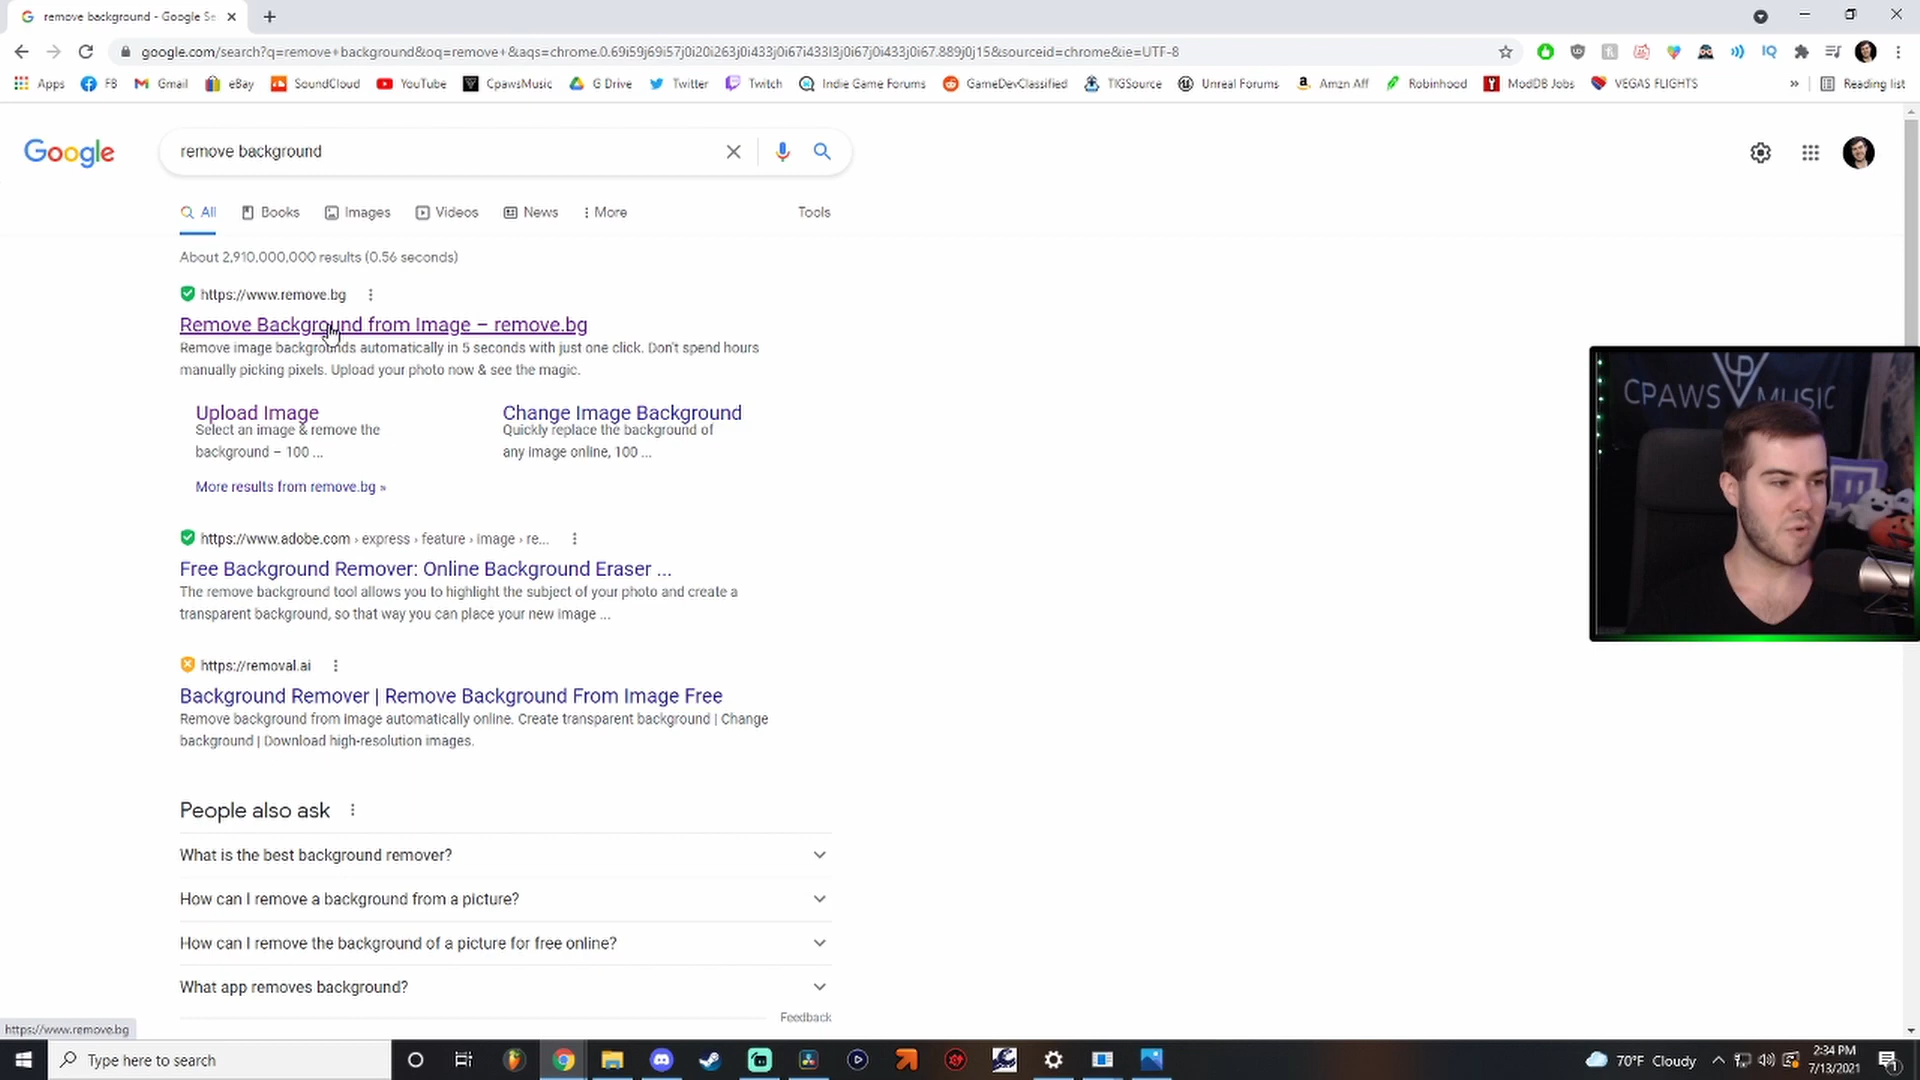 remove background - Google Se
google.com/search?q=remove+background&oq=remove+&aqs=chrome.0.69i59j69i57j0i20i263j0i433j0i67i433l3j0i67j0i433j0i67.889j0j15&sourceid=chrome&ie=UTF-8
Apps FB Gmail eBay SoundCloud YouTube CpawsMusic G Drive Twitter Twitch Indie Game Forums GameDevClassified TIGSource Unreal Forums Amzn Aff Robinhood ModDB Jobs VEGAS FLIGHTS » Reading list
Google
remove background
All Books Images Videos News More Tools
About 2,910,000,000 results (0.56 seconds)
https://www.remove.bg
Remove Background from Image – remove.bg
Remove image backgrounds automatically in 5 seconds with just one click. Don't spend hours
manually picking pixels. Upload your photo now & see the magic.
Upload Image
Select an image & remove the
background – 100 ...
Change Image Background
Quickly replace the background of
any image online, 100 ...
More results from remove.bg »
https://www.adobe.com › express › feature › image › re...
Free Background Remover: Online Background Eraser ...
The remove background tool allows you to highlight the subject of your photo and create a
transparent background, so that way you can place your new image ...
https://removal.ai
Background Remover | Remove Background From Image Free
Remove background from image automatically online. Create transparent background | Change
background | Download high-resolution images.
People also ask
What is the best background remover?
How can I remove a background from a picture?
How can I remove the background of a picture for free online?
What app removes background?
Feedback
CPAWS MUSIC
https://www.remove.bg
Type here to search
70°F Cloudy
2:34 PM
7/13/2021